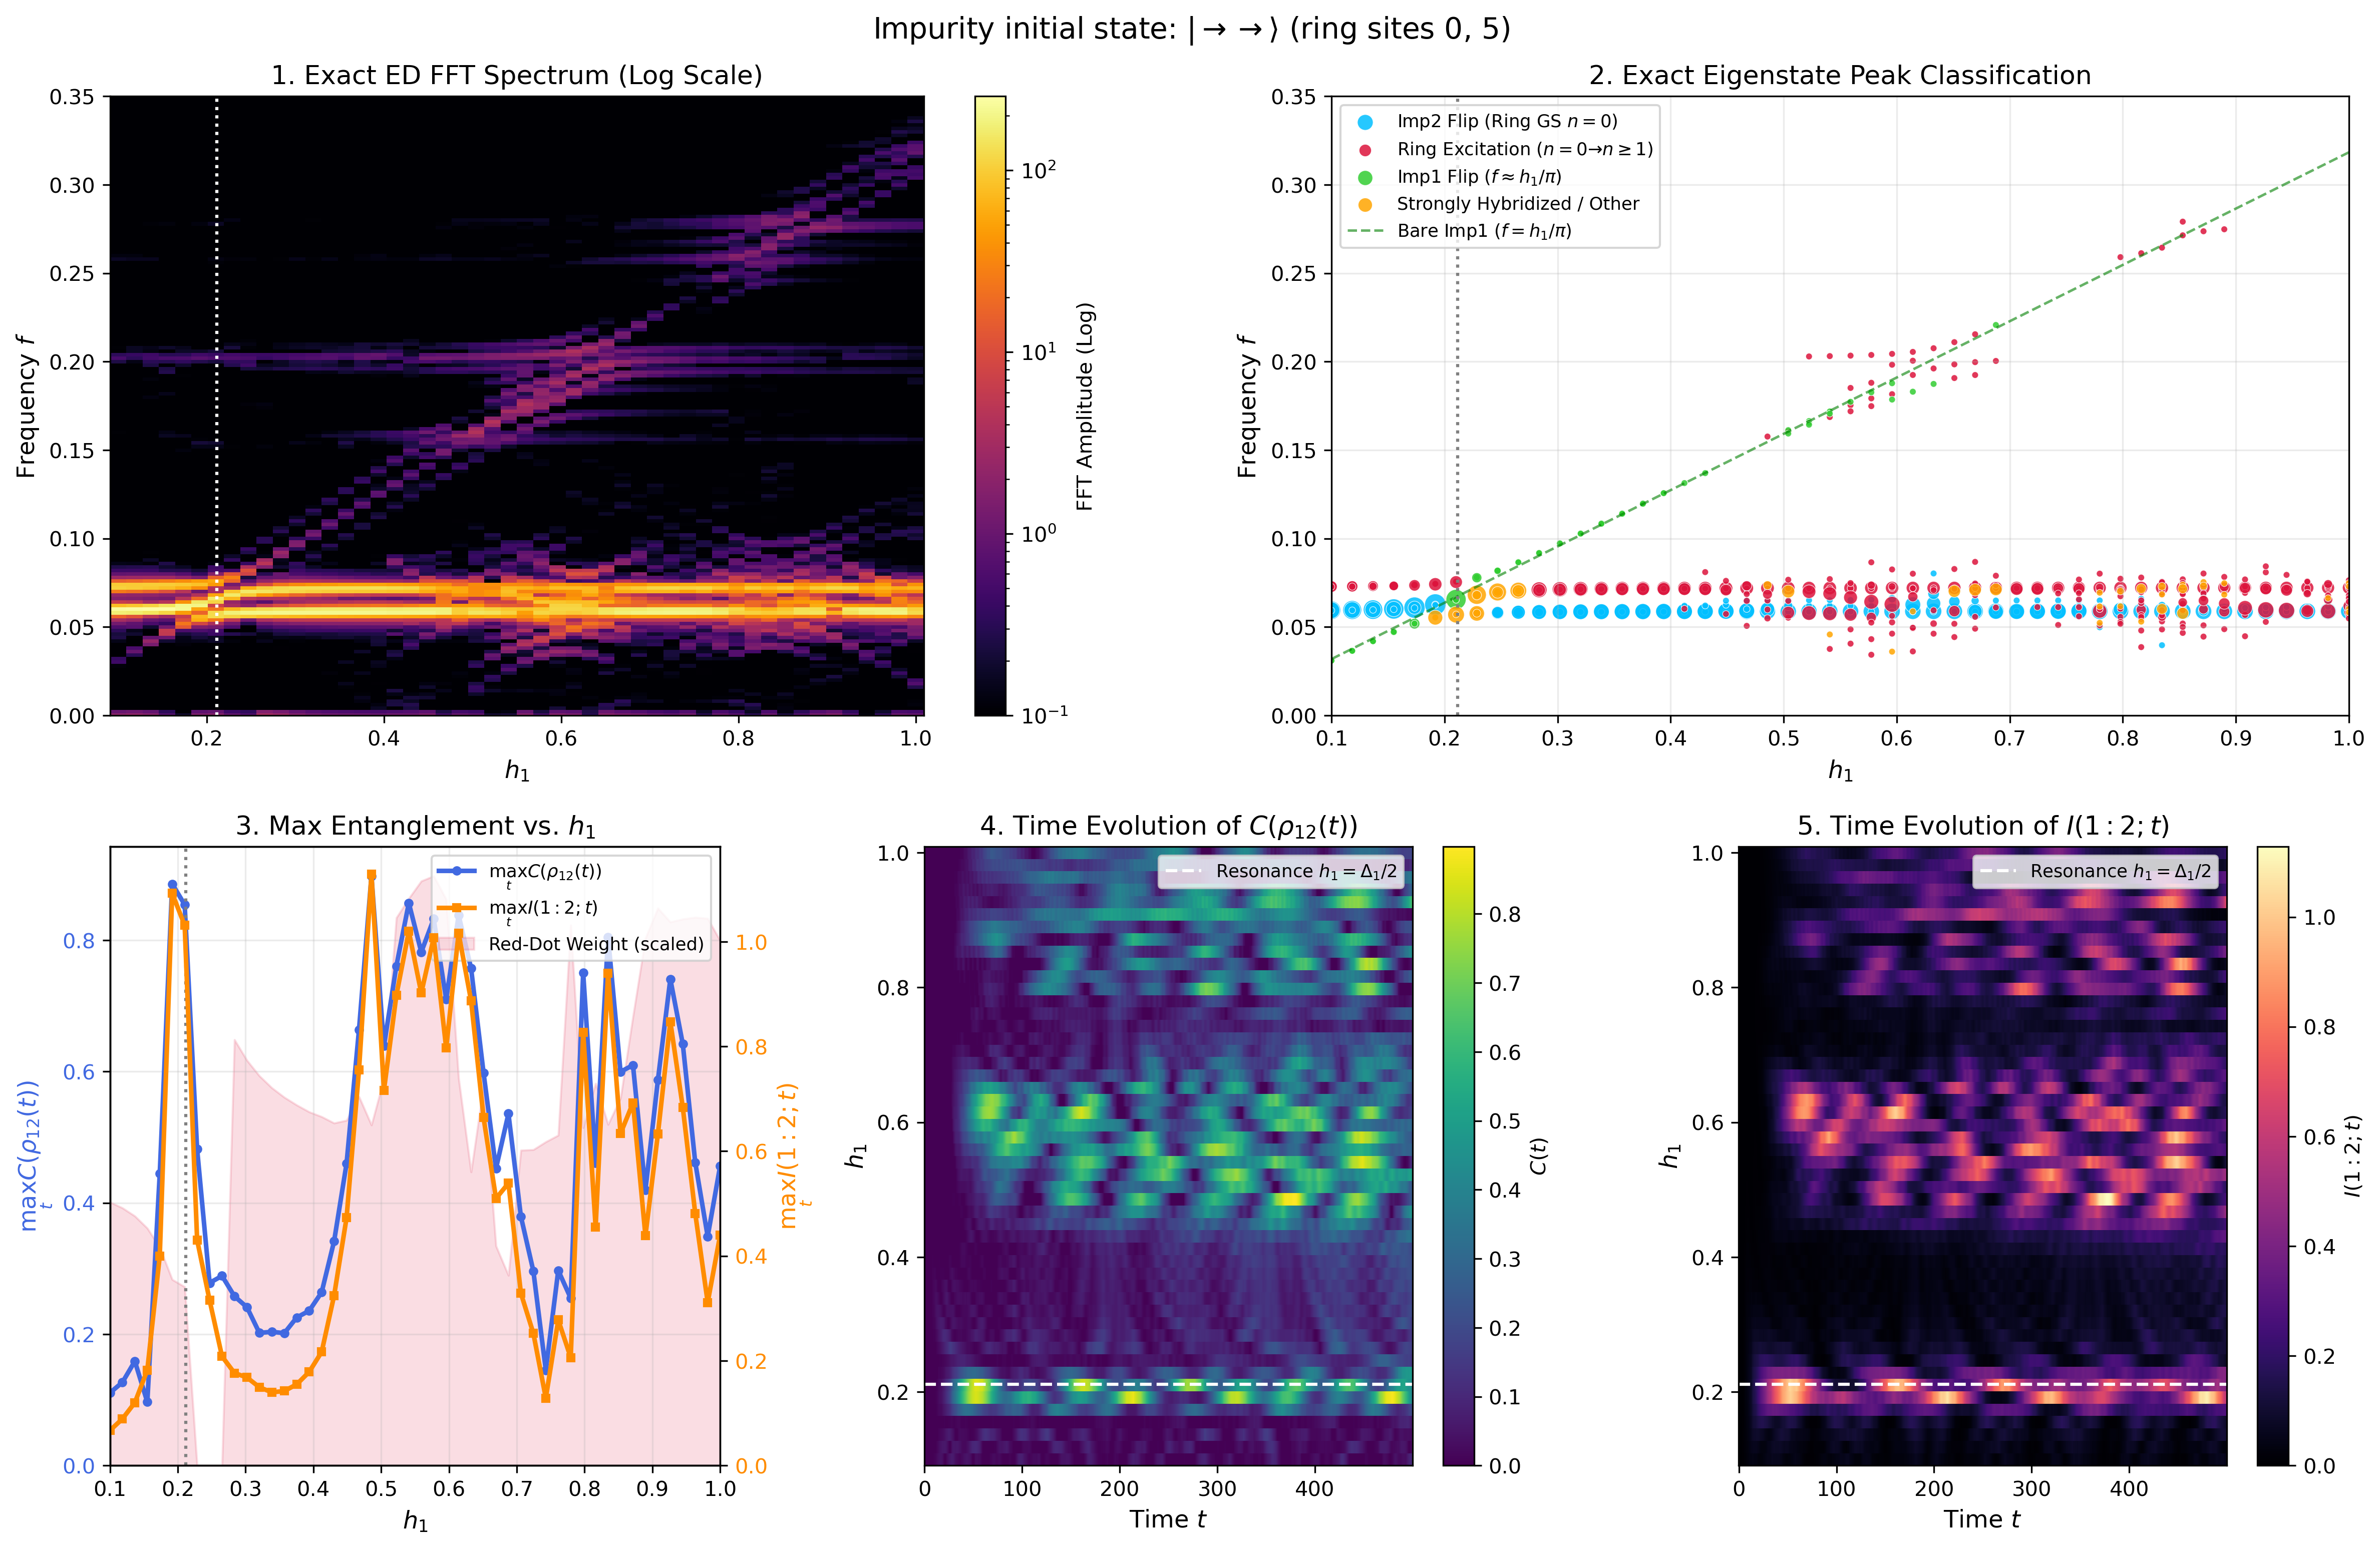 Impurity initial state: |→→⟩ (ring sites 0, 5)
1. Exact ED FFT Spectrum (Log Scale)
0.35
0.30
0.25
0.20
0.15
0.10
0.05
0.00
Frequency f
0.2
0.4
0.6
0.8
1.0
h₁
10²
10¹
10⁰
10⁻¹
FFT Amplitude (Log)
2. Exact Eigenstate Peak Classification
Imp2 Flip (Ring GS n = 0)
Ring Excitation (n = 0→n ≥ 1)
Imp1 Flip (f ≈ h₁/π)
Strongly Hybridized / Other
Bare Imp1 (f = h₁/π)
0.35
0.30
0.25
0.20
0.15
0.10
0.05
0.00
Frequency f
0.1
0.2
0.3
0.4
0.5
0.6
0.7
0.8
0.9
1.0
h₁
3. Max Entanglement vs. h₁
max C(ρ₁₂(t))
t
max I(1 : 2; t)
t
Red-Dot Weight (scaled)
0.8
0.6
0.4
0.2
0.0
max C(ρ₁₂(t))
t
1.0
0.8
0.6
0.4
0.2
0.0
max I(1 : 2; t)
t
0.1
0.2
0.3
0.4
0.5
0.6
0.7
0.8
0.9
1.0
h₁
4. Time Evolution of C(ρ₁₂(t))
Resonance h₁ = Δ₁/2
1.0
0.8
0.6
0.4
0.2
h₁
0
100
200
300
400
Time t
0.8
0.7
0.6
0.5
0.4
0.3
0.2
0.1
0.0
C(t)
5. Time Evolution of I(1 : 2; t)
Resonance h₁ = Δ₁/2
1.0
0.8
0.6
0.4
0.2
h₁
0
100
200
300
400
Time t
1.0
0.8
0.6
0.4
0.2
0.0
I(1 : 2; t)